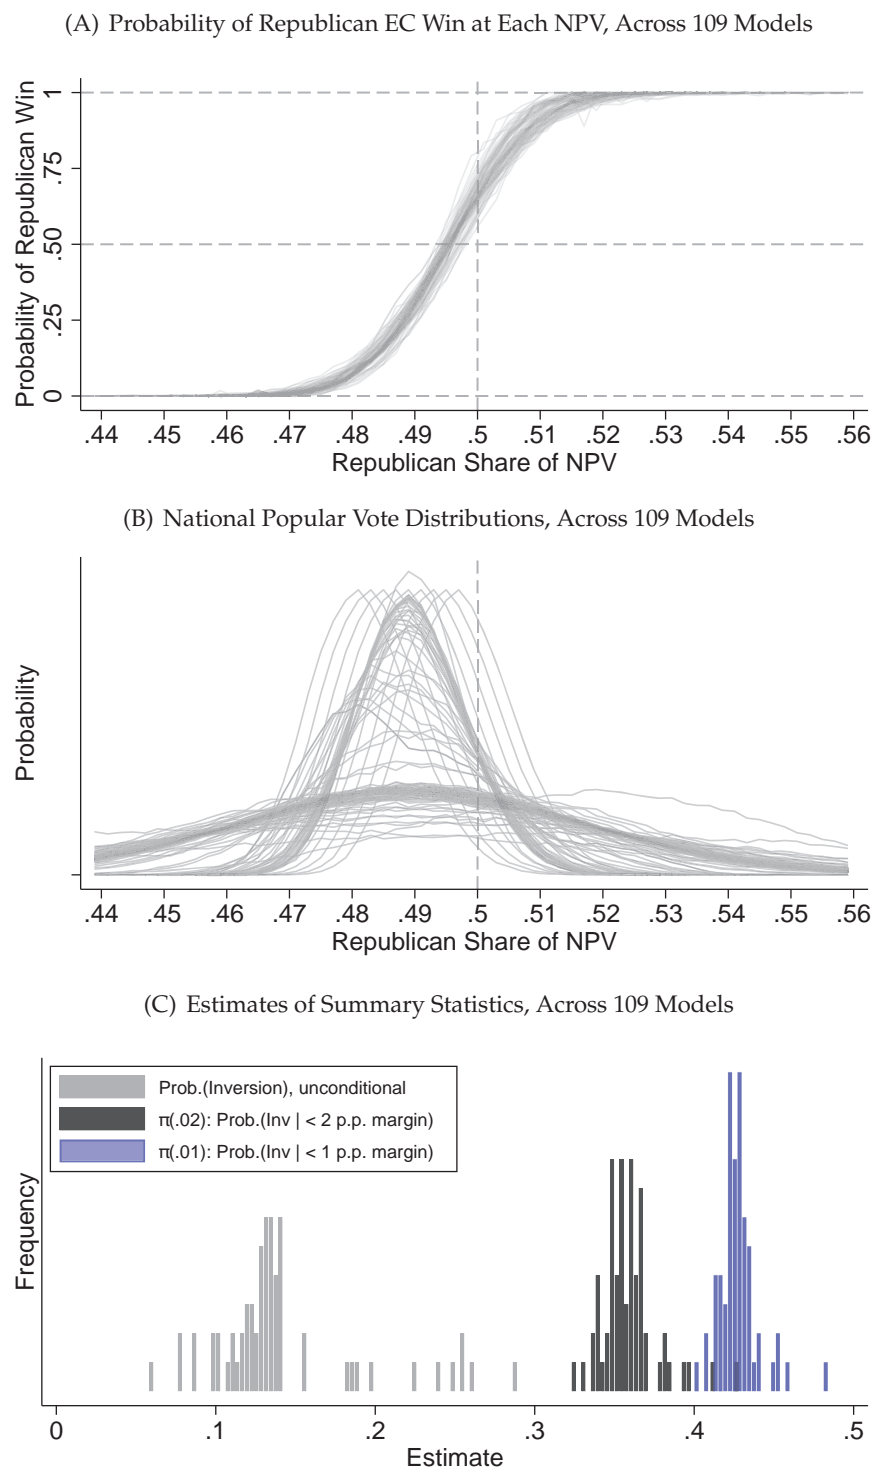 (A) Probability of Republican EC Win at Each NPV, Across 109 Models
Probability of Republican Win
1
.75
.50
.25
0
.44 .45 .46 .47 .48 .49 .5 .51 .52 .53 .54 .55 .56
Republican Share of NPV
(B) National Popular Vote Distributions, Across 109 Models
Probability
.44 .45 .46 .47 .48 .49 .5 .51 .52 .53 .54 .55 .56
Republican Share of NPV
(C) Estimates of Summary Statistics, Across 109 Models
Prob.(Inversion), unconditional
π(.02): Prob.(Inv | < 2 p.p. margin)
π(.01): Prob.(Inv | < 1 p.p. margin)
Frequency
0 .1 .2 .3 .4 .5
Estimate